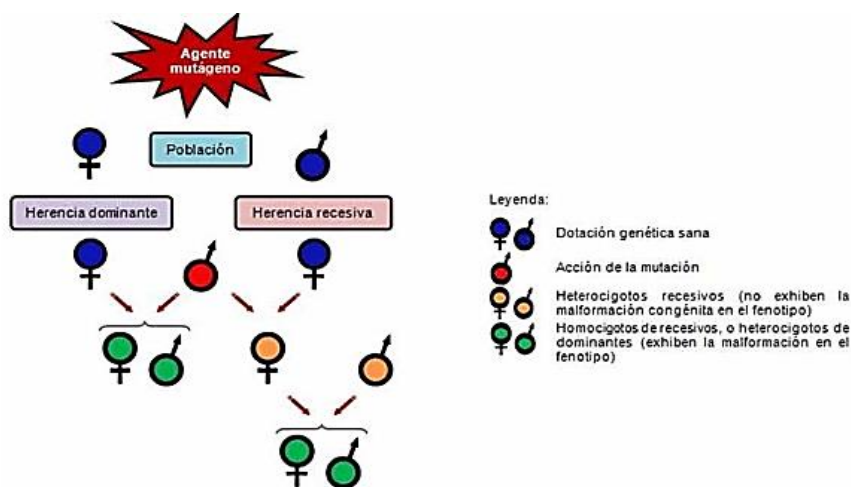 Agente
mutágeno
Población
Herencia dominante
Herencia recesiva
Leyenda:
Dotación genética sana
Acción de la mutación
Heterocigotos recesivos (no exhiben la
malformación congénita en el fenotipo)
Homocigotos de recesivos, o heterocigotos de
dominantes (exhiben la malformación en el
fenotipo)